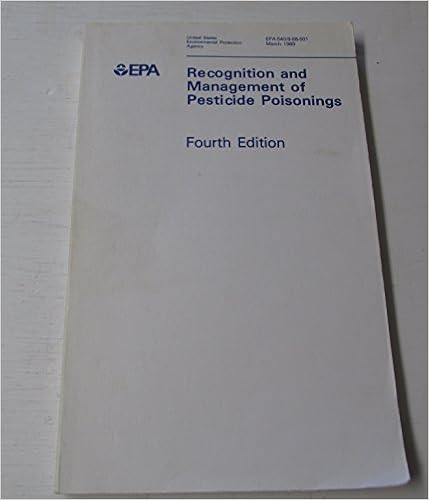 United States
Environmental Protection
Agency
EPA-540/9-88-001
March 1989
EPA
Recognition and
Management of
Pesticide Poisonings
Fourth Edition